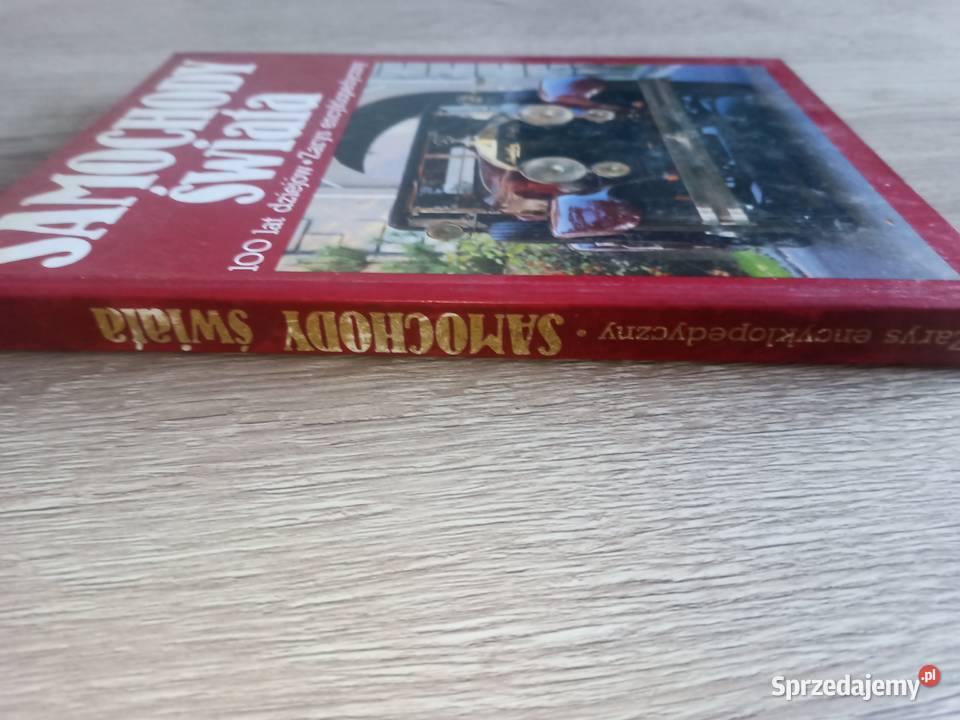 SAMOCHODY
świata
100 lat dziejów • Zarys encyklopedyczny
Zarys encyklopedyczny • SAMOCHODY świata
Sprzedajemy.pl